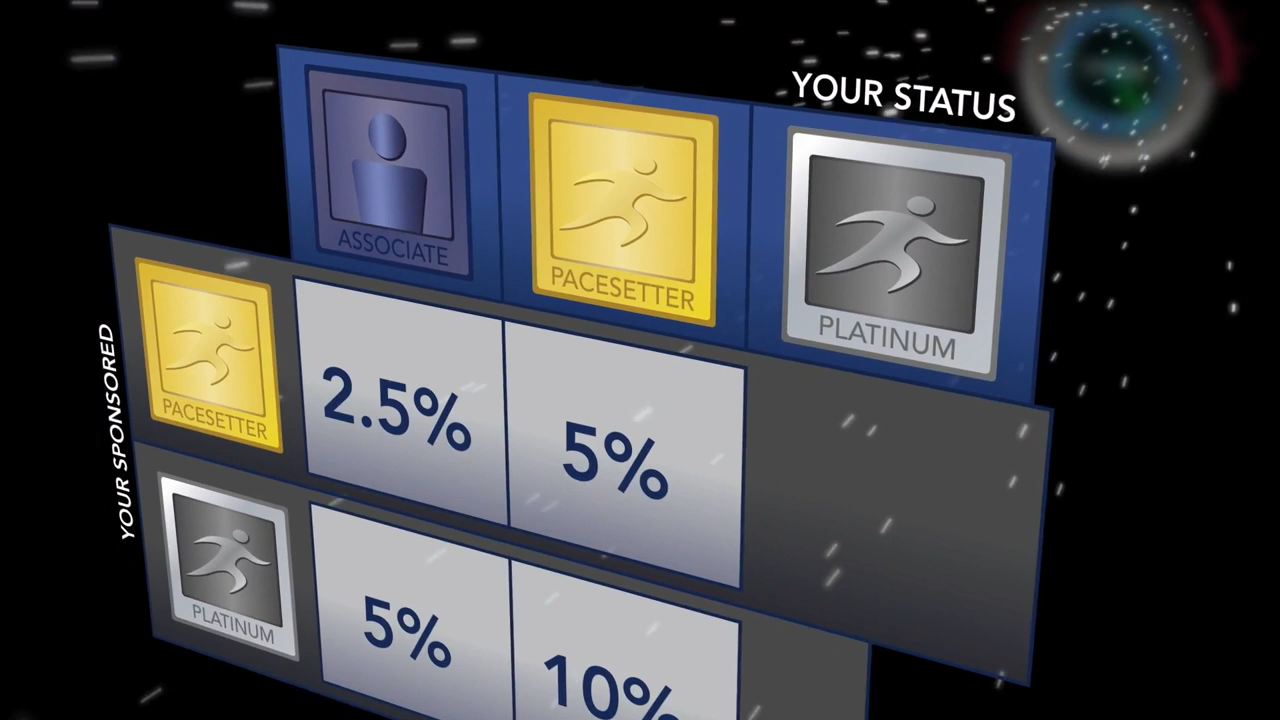 YOUR STATUS
ASSOCIATE
PACESETTER
PLATINUM
YOUR SPONSORED
PACESETTER
2.5%
5%
PLATINUM
5%
10%